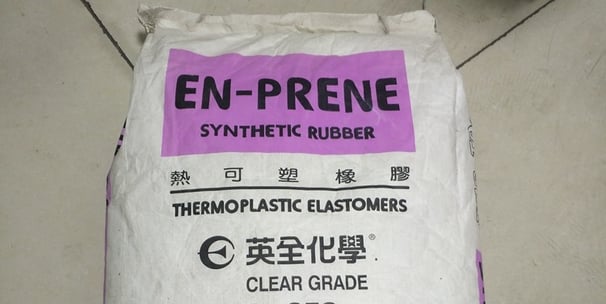 EN-PRENE
SYNTHETIC RUBBER
熱可塑橡膠
THERMOPLASTIC ELASTOMERS
英全化學®
CLEAR GRADE